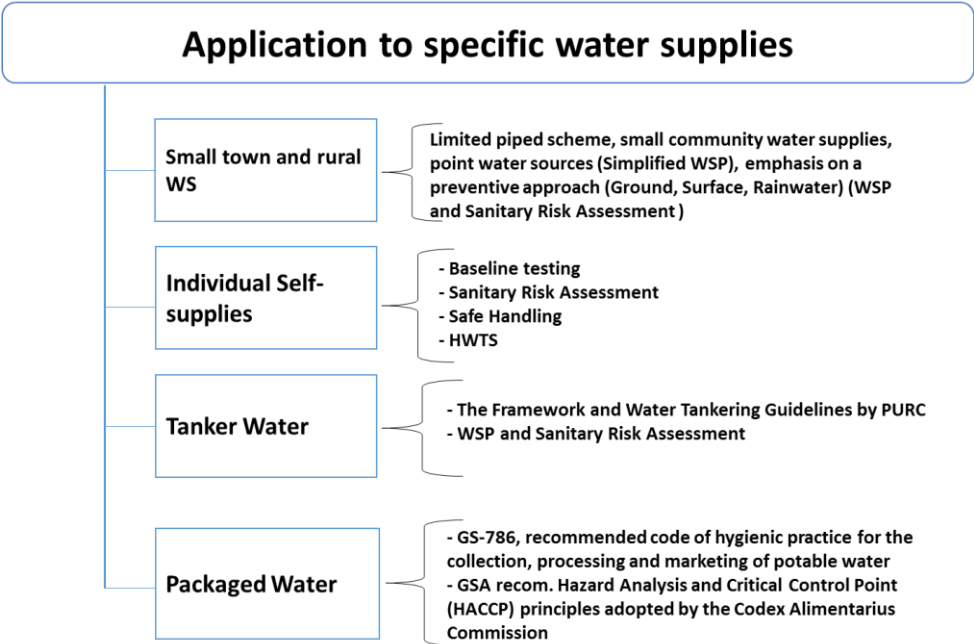 Application to specific water supplies
Small town and rural
WS
Limited piped scheme, small community water supplies,
point water sources (Simplified WSP), emphasis on a
preventive approach (Ground, Surface, Rainwater) (WSP
and Sanitary Risk Assessment )
Individual Self-
supplies
- Baseline testing
- Sanitary Risk Assessment
- Safe Handling
- HWTS
Tanker Water
- The Framework and Water Tankering Guidelines by PURC
- WSP and Sanitary Risk Assessment
Packaged Water
- GS-786, recommended code of hygienic practice for the
collection, processing and marketing of potable water
- GSA recom. Hazard Analysis and Critical Control Point
(HACCP) principles adopted by the Codex Alimentarius
Commission